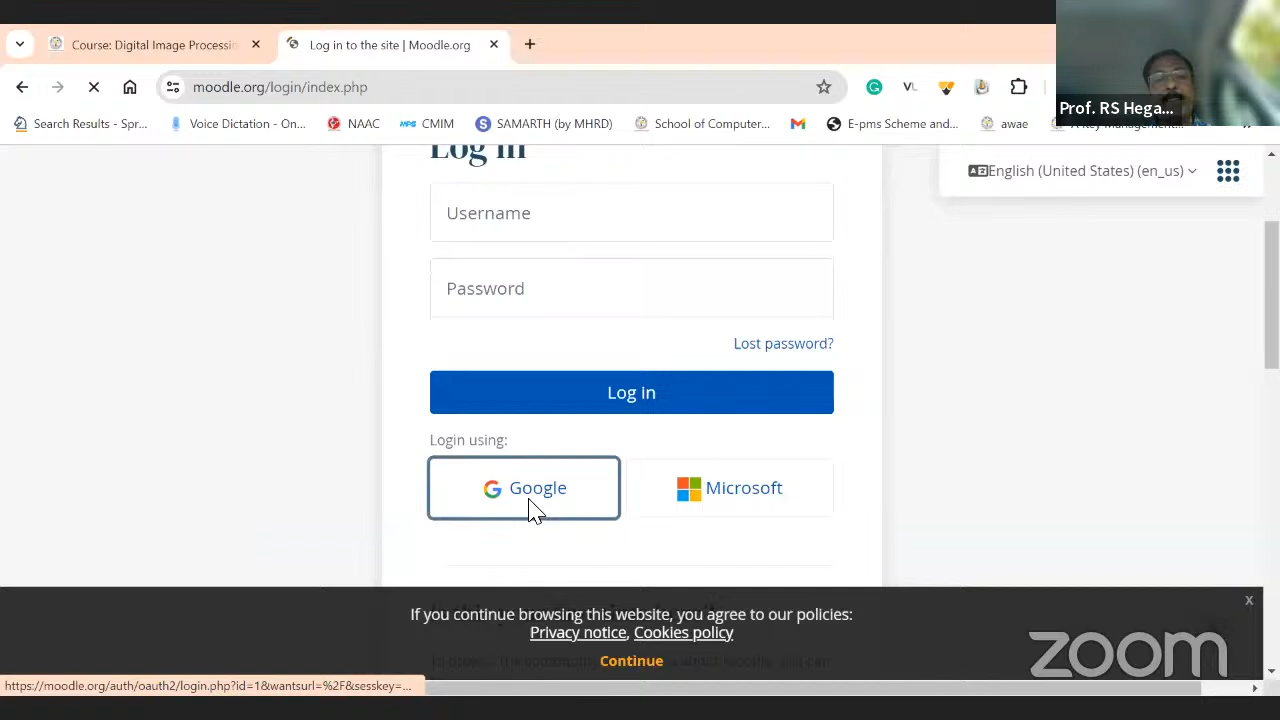 Course: Digital Image Processin
Log in to the site | Moodle.org
moodle.org/login/index.php
Prof. RS Hega...
Search Results - Spr...
Voice Dictation - On...
NAAC
CMIM
SAMARTH (by MHRD)
School of Computer...
E-pms Scheme and...
awae
Log in
English (United States) (en_us)
Username
Password
Lost password?
Log in
Login using:
Google
Microsoft
If you continue browsing this website, you agree to our policies:
x
Privacy notice, Cookies policy
Continue
zoom
https://moodle.org/auth/oauth2/login.php?id=1&wantsurl=%2F&sesskey=...